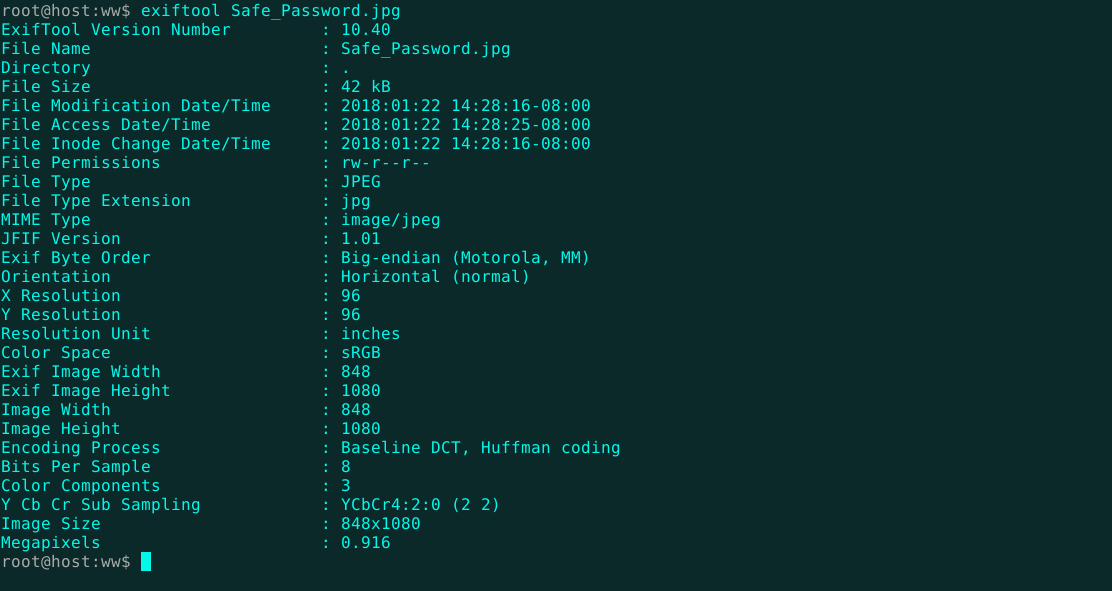 root@host:ww$ exiftool Safe_Password.jpg
ExifTool Version Number         : 10.40
File Name                       : Safe_Password.jpg
Directory                       : .
File Size                       : 42 kB
File Modification Date/Time     : 2018:01:22 14:28:16-08:00
File Access Date/Time           : 2018:01:22 14:28:25-08:00
File Inode Change Date/Time     : 2018:01:22 14:28:16-08:00
File Permissions                : rw-r--r--
File Type                       : JPEG
File Type Extension             : jpg
MIME Type                       : image/jpeg
JFIF Version                    : 1.01
Exif Byte Order                 : Big-endian (Motorola, MM)
Orientation                     : Horizontal (normal)
X Resolution                    : 96
Y Resolution                    : 96
Resolution Unit                 : inches
Color Space                     : sRGB
Exif Image Width                : 848
Exif Image Height               : 1080
Image Width                     : 848
Image Height                    : 1080
Encoding Process                : Baseline DCT, Huffman coding
Bits Per Sample                 : 8
Color Components                : 3
Y Cb Cr Sub Sampling            : YCbCr4:2:0 (2 2)
Image Size                      : 848x1080
Megapixels                      : 0.916
root@host:ww$